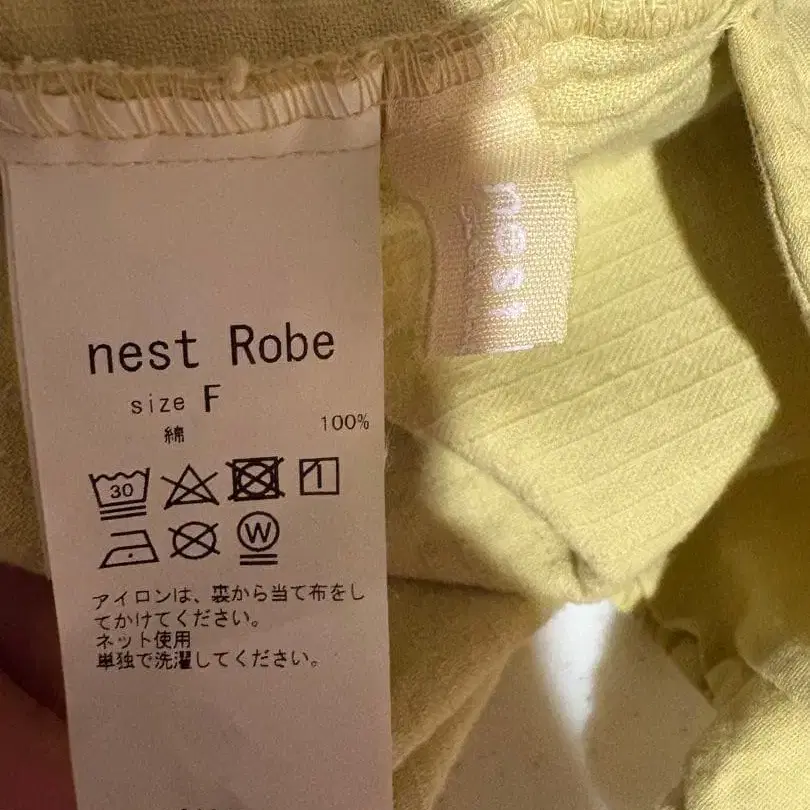 nest Robe
size F
綿 100%
30
W
アイロンは、裏から当て布をし
てかけてください。
ネット使用
単独で洗濯してください。
nest